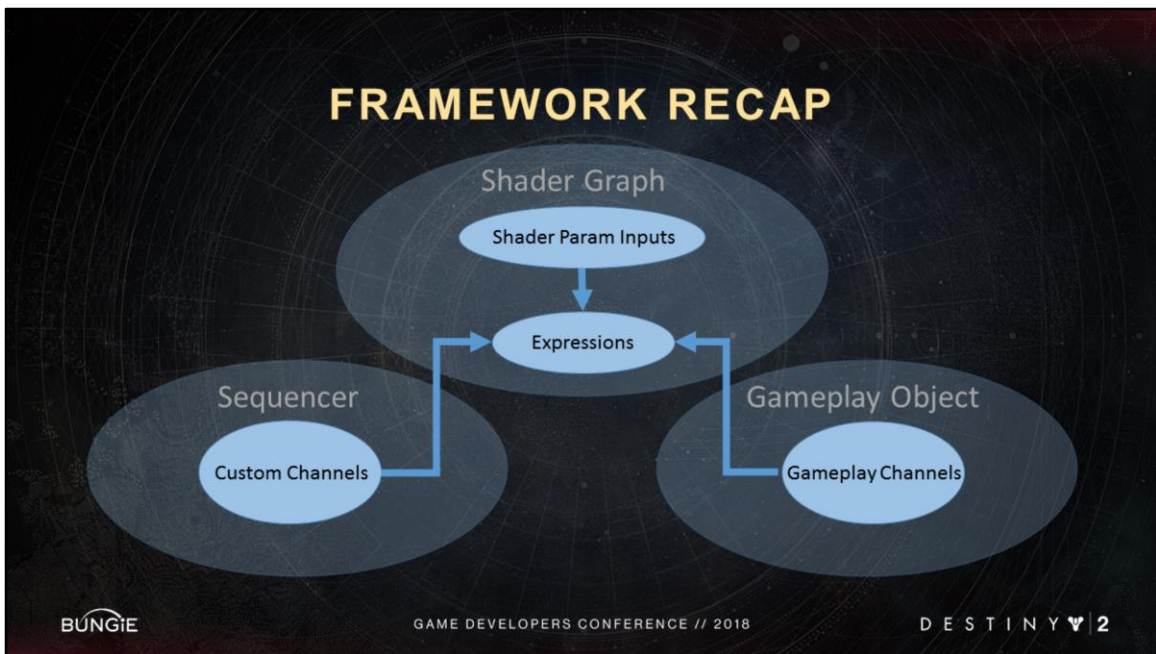 FRAMEWORK RECAP
Shader Graph
Shader Param Inputs
Expressions
Sequencer
Gameplay Object
Custom Channels
Gameplay Channels
BUNGiE
GAME DEVELOPERS CONFERENCE // 2018
DESTINY 2